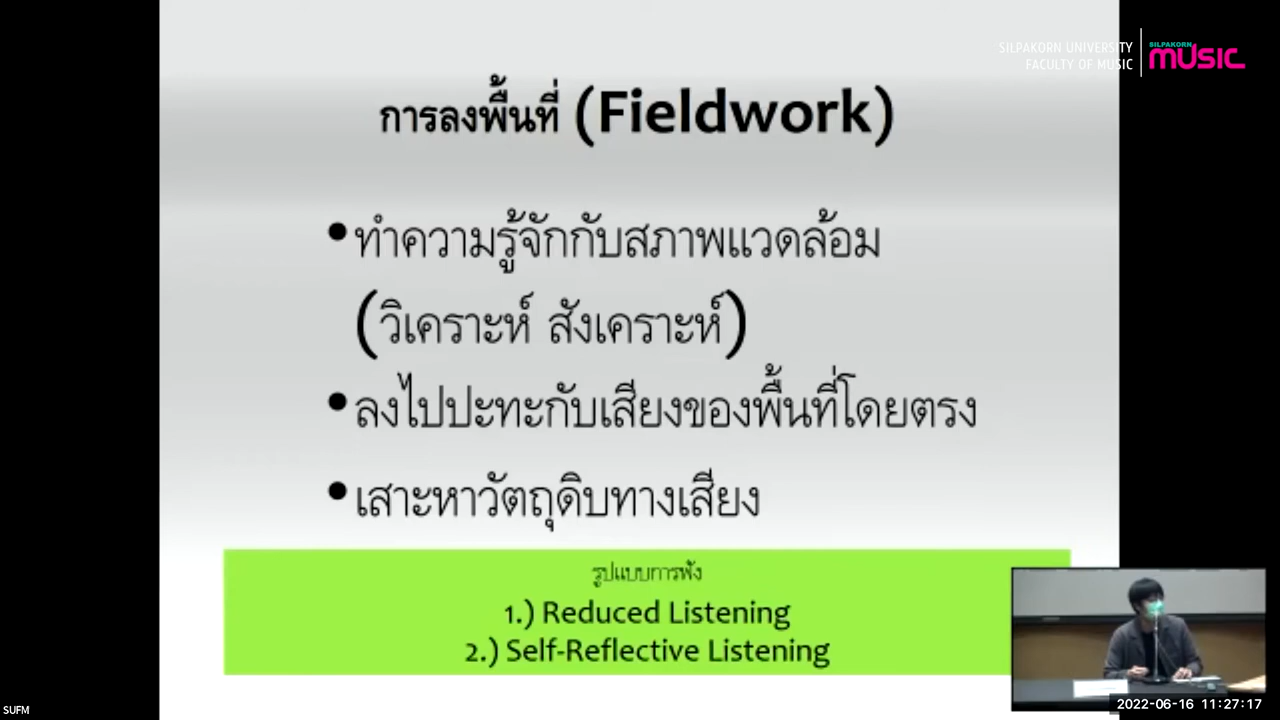 SILPAKORN UNIVERSITY
FACULTY OF MUSIC
SILPAKORN
MUSIC
การลงพื้นที่ (Fieldwork)
•ทำความรู้จักกับสภาพแวดล้อม
(วิเคราะห์ สังเคราะห์)
•ลงไปปะทะกับเสียงของพื้นที่โดยตรง
•เสาะหาวัตถุดิบทางเสียง
รูปแบบการฟัง
1.) Reduced Listening
2.) Self-Reflective Listening
2022-06-16 11:27:17
SUFM